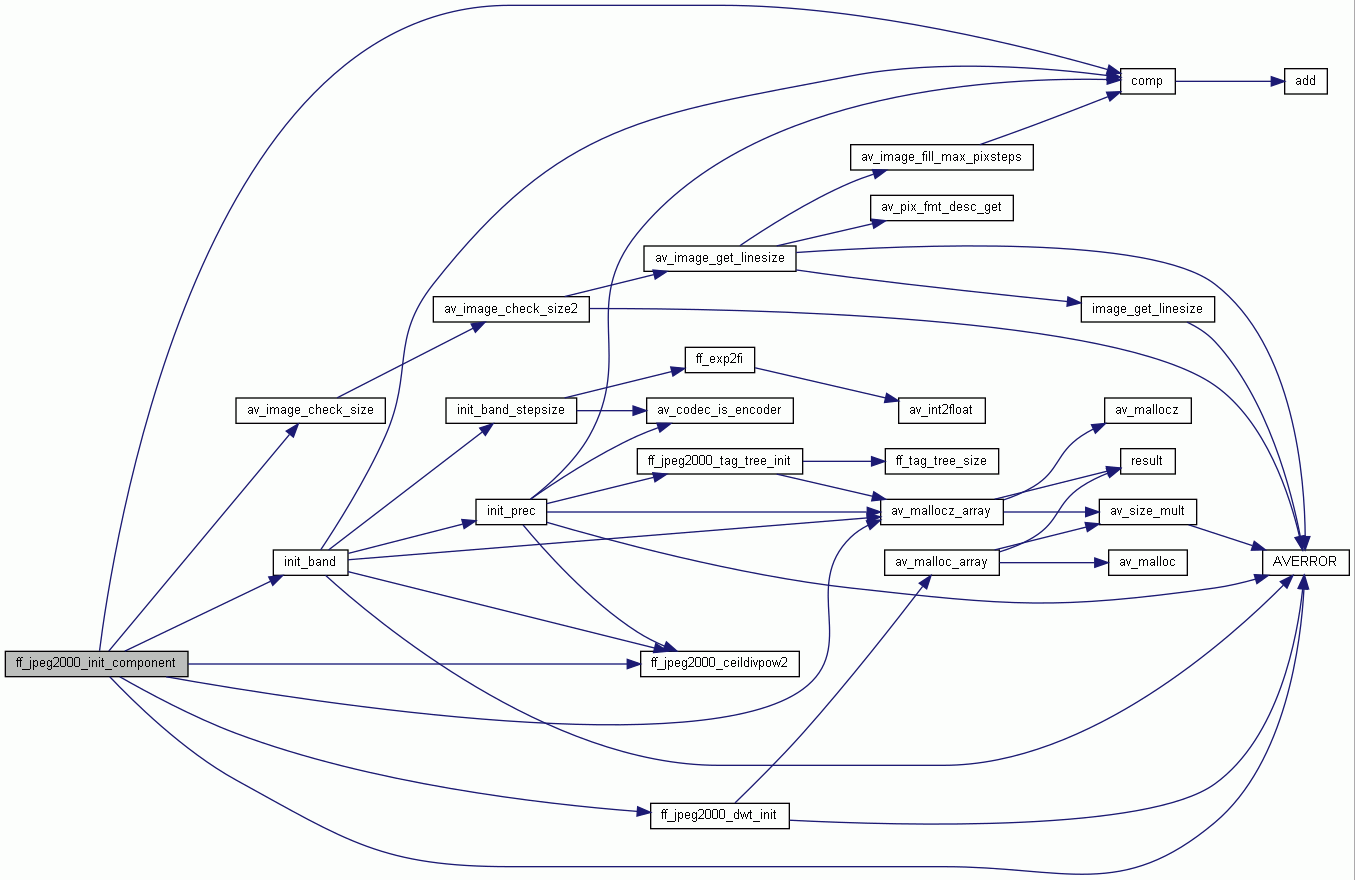 comp
add
av_image_fill_max_pixsteps
av_pix_fmt_desc_get
av_image_get_linesize
av_image_check_size2
image_get_linesize
ff_exp2fi
av_image_check_size
init_band_stepsize
av_codec_is_encoder
av_int2float
av_mallocz
ff_jpeg2000_tag_tree_init
ff_tag_tree_size
result
init_prec
av_mallocz_array
av_size_mult
init_band
av_malloc_array
av_malloc
AVERROR
ff_jpeg2000_init_component
ff_jpeg2000_ceildivpow2
ff_jpeg2000_dwt_init